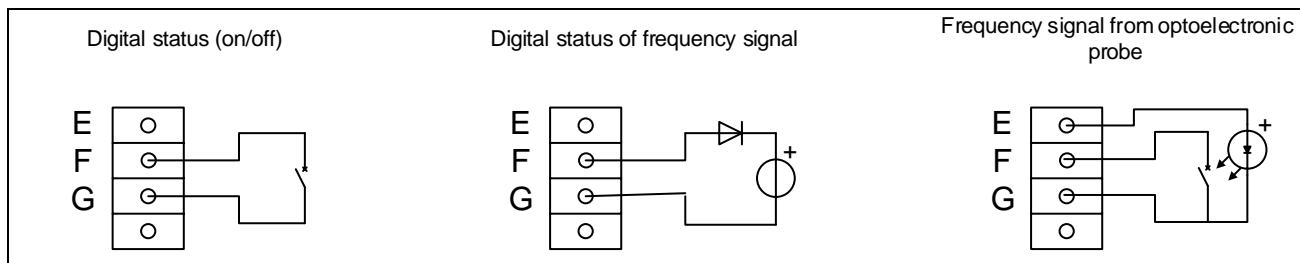 Digital status (on/off)
E
F
G
Digital status of frequency signal
E
F
G
+
Frequency signal from optoelectronic
probe
E
F
G
+